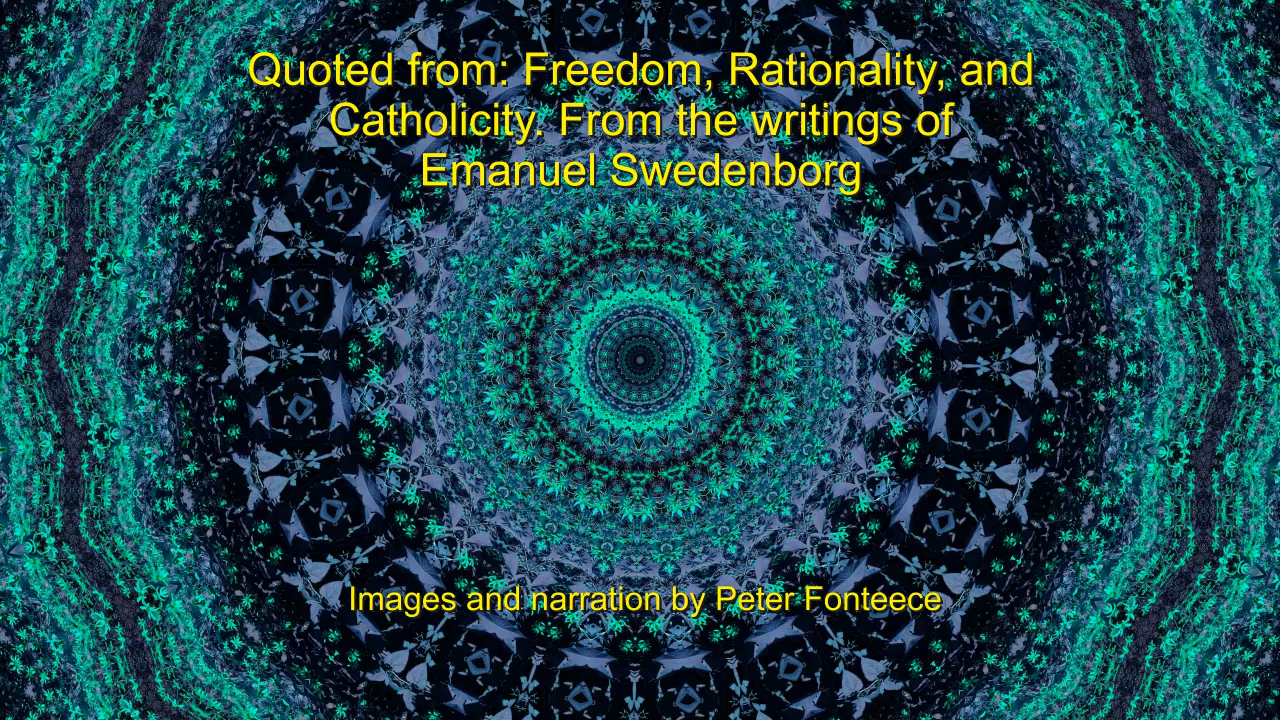 Quoted from: Freedom, Rationality, and
Catholicity. From the writings of
Emanuel Swedenborg
Images and narration by Peter Fonteece